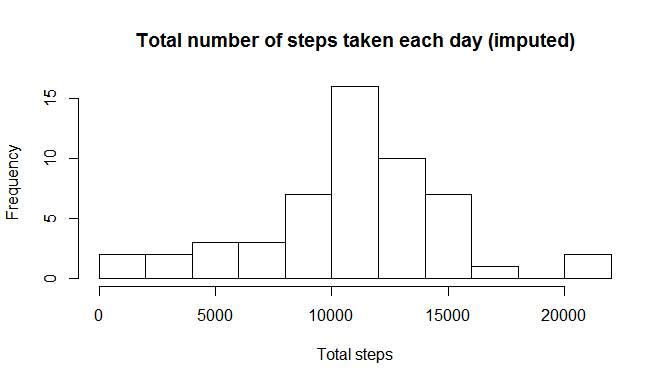 Total number of steps taken each day (imputed)
Frequency
15
10
5
0
0 5000 10000 15000 20000
Total steps